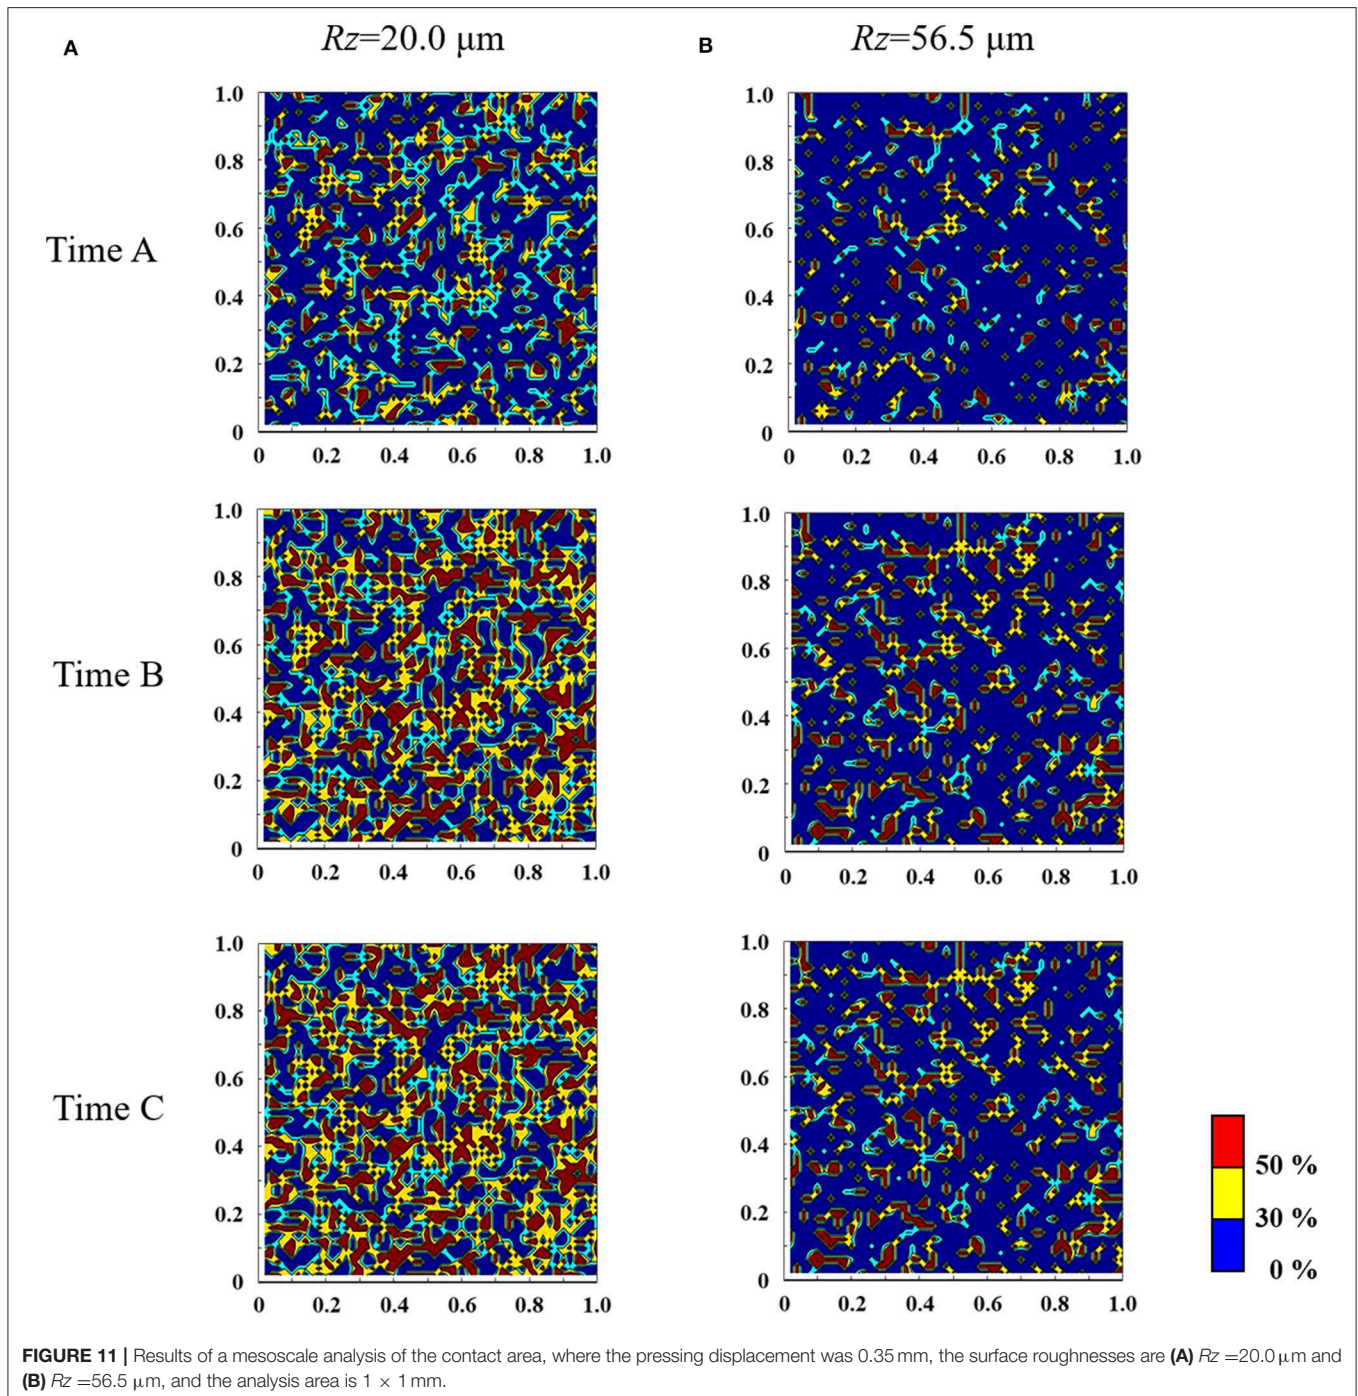 A
Rz=20.0 μm
B
Rz=56.5 μm
Time A
1.0
0.8
0.6
0.4
0.2
0
0 0.2 0.4 0.6 0.8 1.0
1.0
0.8
0.6
0.4
0.2
0
0 0.2 0.4 0.6 0.8 1.0
Time B
1.0
0.8
0.6
0.4
0.2
0
0 0.2 0.4 0.6 0.8 1.0
1.0
0.8
0.6
0.4
0.2
0
0 0.2 0.4 0.6 0.8 1.0
Time C
1.0
0.8
0.6
0.4
0.2
0
0 0.2 0.4 0.6 0.8 1.0
1.0
0.8
0.6
0.4
0.2
0
0 0.2 0.4 0.6 0.8 1.0
50 %
30 %
0 %
FIGURE 11 | Results of a mesoscale analysis of the contact area, where the pressing displacement was 0.35 mm, the surface roughnesses are (A) Rz =20.0 μm and
(B) Rz =56.5 μm, and the analysis area is 1 × 1 mm.